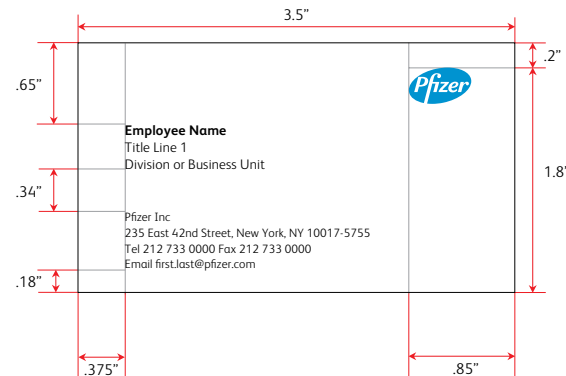 3.5”
.2”
Pfizer
.65”
Employee Name
Title Line 1
Division or Business Unit
1.8”
.34”
Pfizer Inc
235 East 42nd Street, New York, NY 10017-5755
Tel 212 733 0000 Fax 212 733 0000
Email first.last@pfizer.com
.18”
.375”
.85”